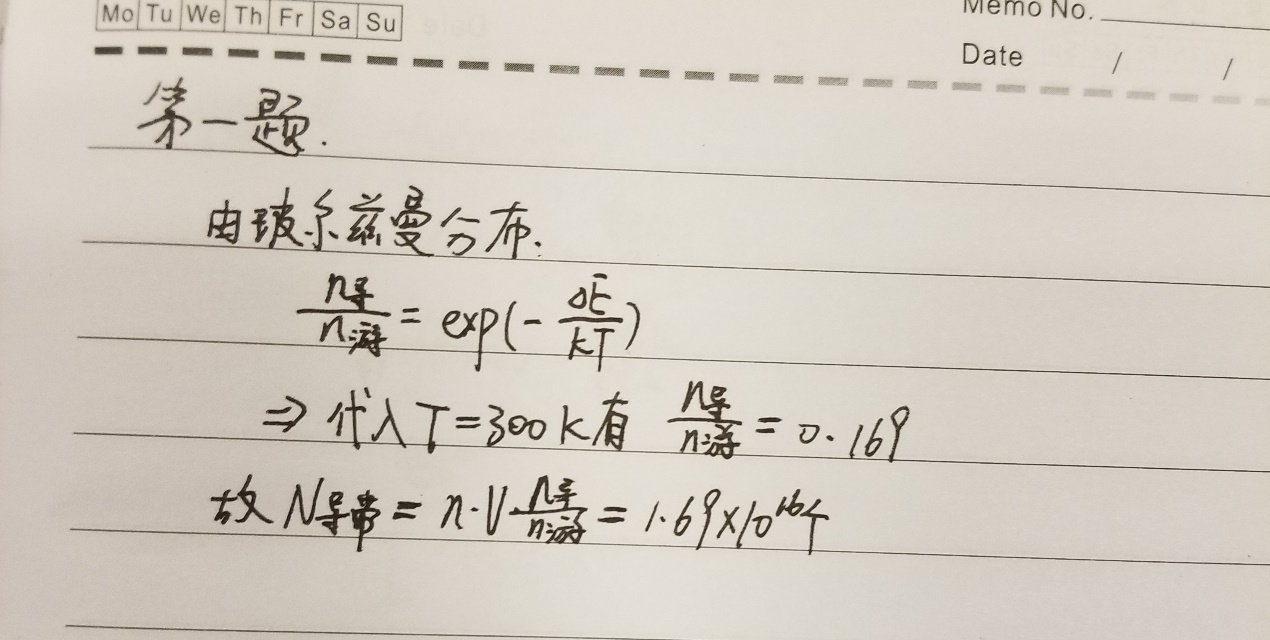 Mo Tu We Th Fr Sa Su
Memo No.
Date / /
第一题.
由玻尔兹曼分布.
n导/n游 = exp(-ΔE/kT)
⇒ 代入T=300K有 n导/n游 = 0.169
故N导带 = n·V·n导/n游 = 1.69×10^16个